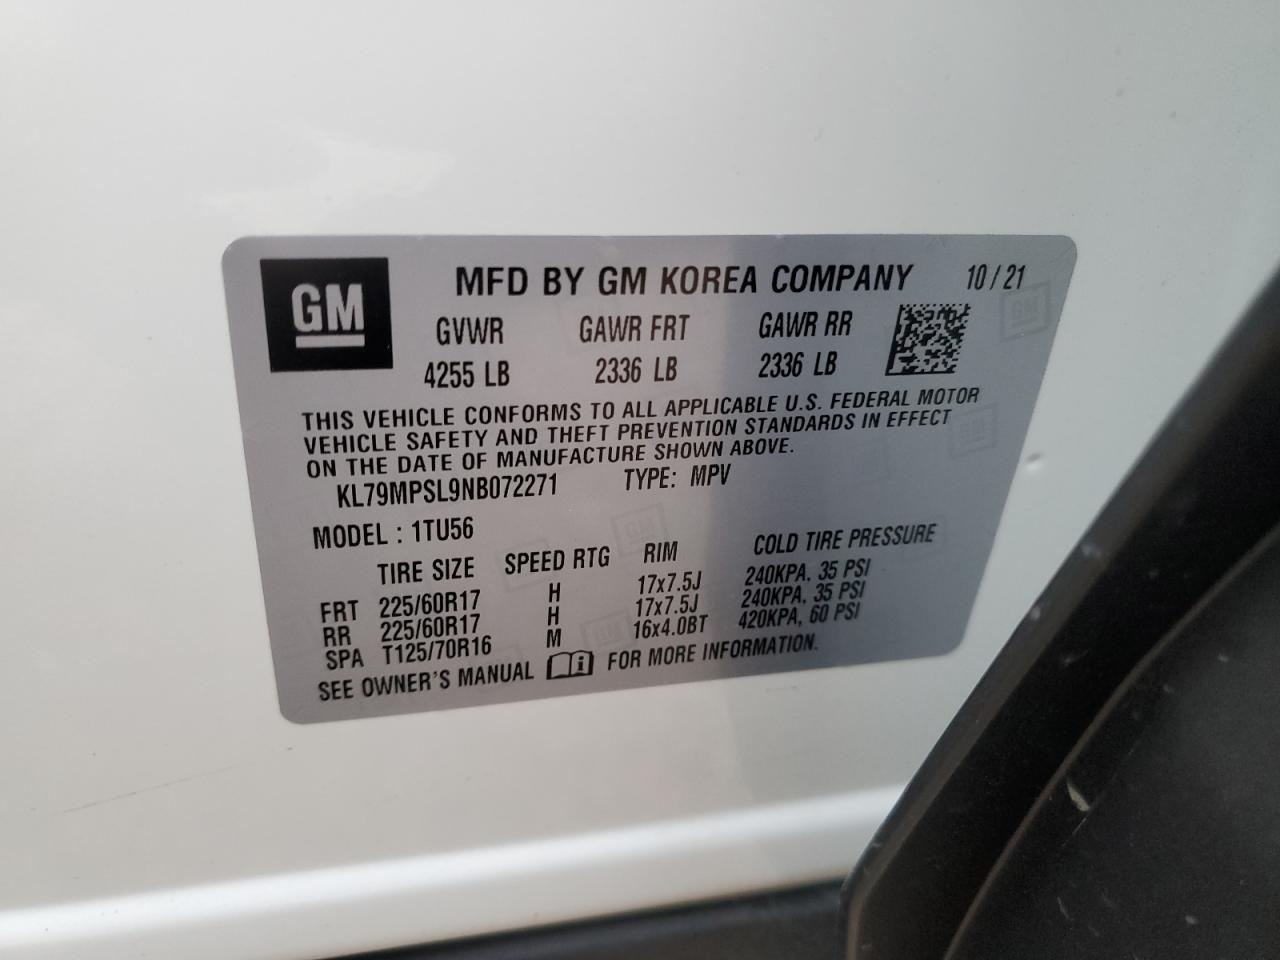 GM
MFD BY GM KOREA COMPANY 10/21
GVWR GAWR FRT GAWR RR
4255 LB 2336 LB 2336 LB
THIS VEHICLE CONFORMS TO ALL APPLICABLE U.S. FEDERAL MOTOR
VEHICLE SAFETY AND THEFT PREVENTION STANDARDS IN EFFECT
ON THE DATE OF MANUFACTURE SHOWN ABOVE.
KL79MPSL9NB072271 TYPE: MPV
MODEL : 1TU56
TIRE SIZE SPEED RTG RIM COLD TIRE PRESSURE
FRT 225/60R17 H 17x7.5J 240KPA, 35 PSI
RR 225/60R17 H 17x7.5J 240KPA, 35 PSI
SPA T125/70R16 M 16x4.0BT 420KPA, 60 PSI
SEE OWNER'S MANUAL FOR MORE INFORMATION.